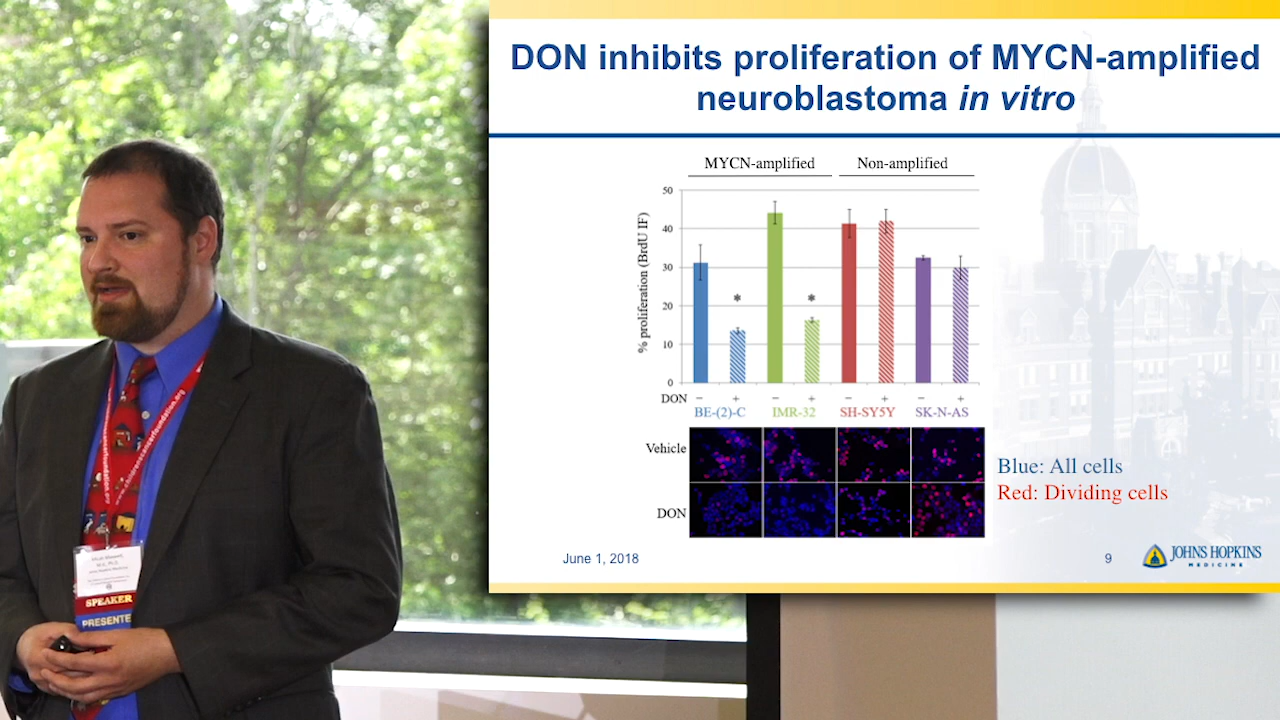 DON inhibits proliferation of MYCN-amplified
neuroblastoma in vitro
MYCN-amplified Non-amplified
% proliferation (BrdU IF)
50
40
30
20
10
0
* *
DON − + − + − + − +
BE-(2)-C IMR-32 SH-SY5Y SK-N-AS
Vehicle
DON
Blue: All cells
Red: Dividing cells
June 1, 2018
9
JOHNS HOPKINS
MEDICINE
SPEAKER
PRESENTE